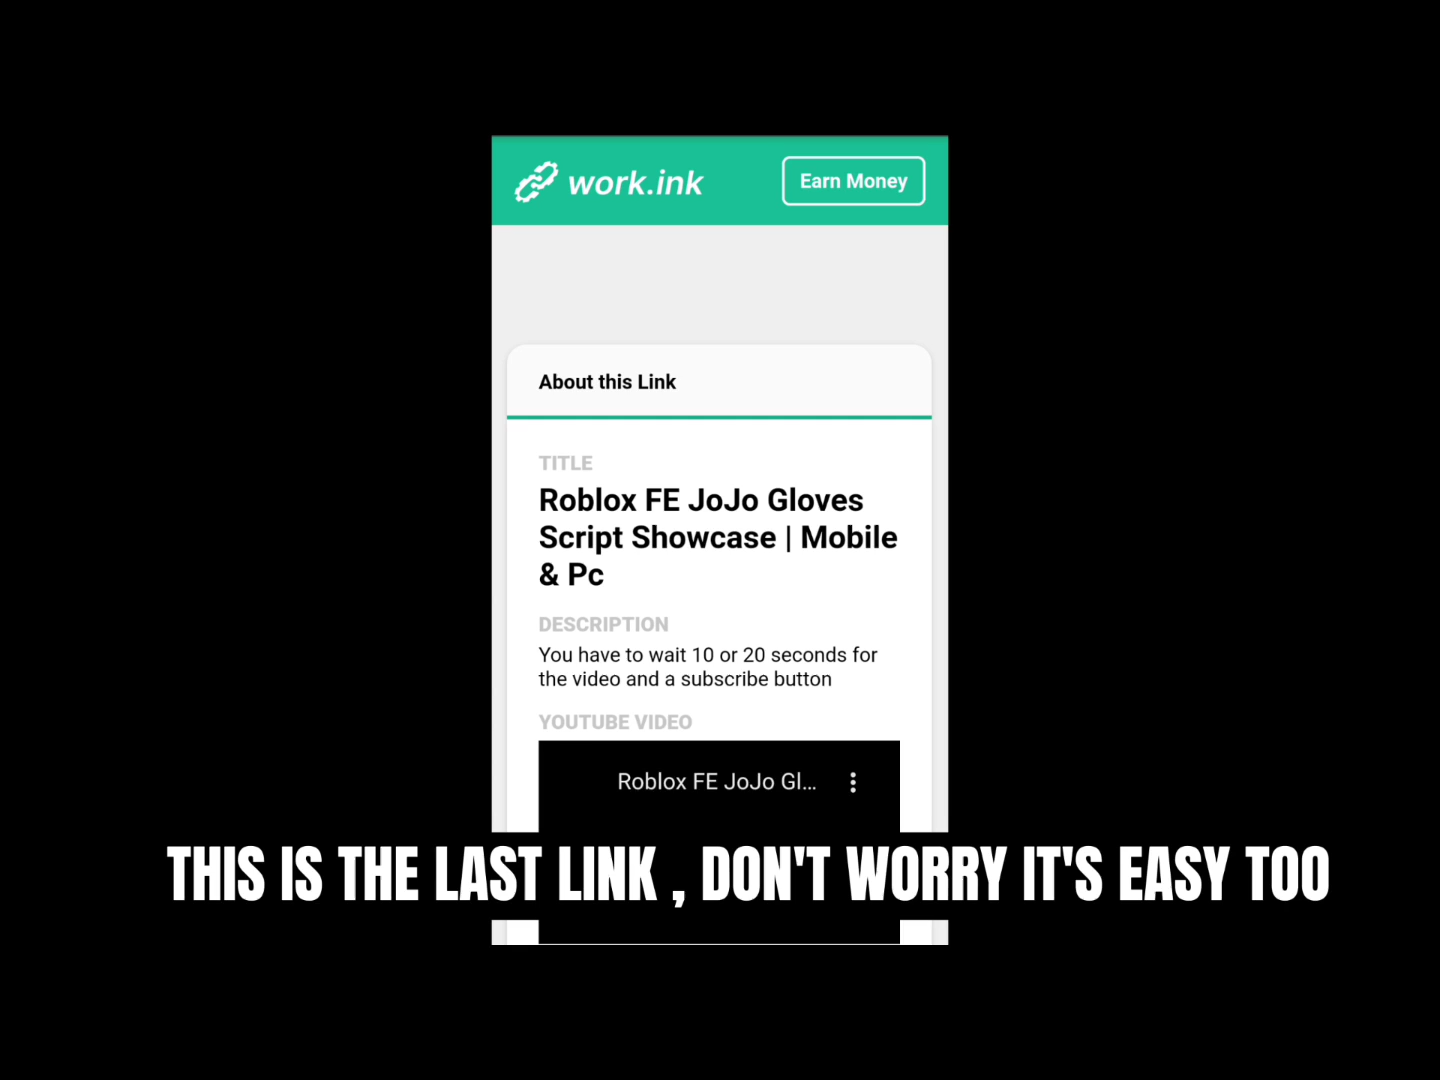 work.ink
Earn Money
About this Link
TITLE
Roblox FE JoJo Gloves
Script Showcase | Mobile
& Pc
DESCRIPTION
You have to wait 10 or 20 seconds for
the video and a subscribe button
YOUTUBE VIDEO
Roblox FE JoJo Gl...
THIS IS THE LAST LINK , DON'T WORRY IT'S EASY TOO